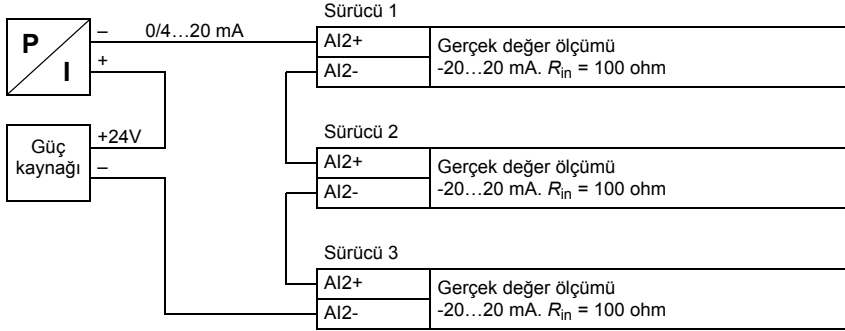 Sürücü 1
P
I
–
0/4…20 mA
+
AI2+
AI2-
Gerçek değer ölçümü
-20…20 mA. Rin = 100 ohm
Güç
kaynağı
+24V
–
Sürücü 2
AI2+
AI2-
Gerçek değer ölçümü
-20…20 mA. Rin = 100 ohm
Sürücü 3
AI2+
AI2-
Gerçek değer ölçümü
-20…20 mA. Rin = 100 ohm